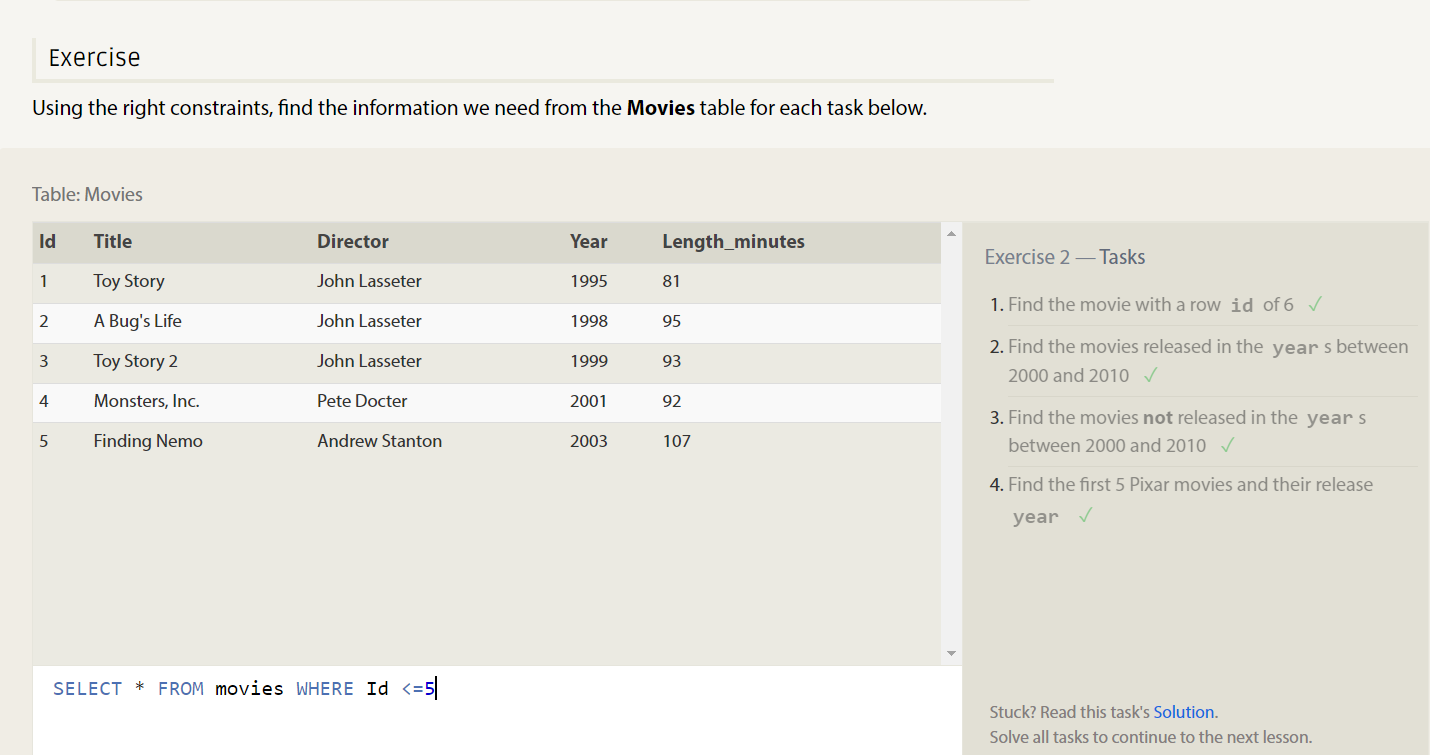 Exercise
Using the right constraints, find the information we need from the Movies table for each task below.
Table: Movies
Id Title Director Year Length_minutes
1 Toy Story John Lasseter 1995 81
2 A Bug's Life John Lasseter 1998 95
3 Toy Story 2 John Lasseter 1999 93
4 Monsters, Inc. Pete Docter 2001 92
5 Finding Nemo Andrew Stanton 2003 107
SELECT * FROM movies WHERE Id <=5
Exercise 2 — Tasks
1. Find the movie with a row id of 6 ✓
2. Find the movies released in the year s between
2000 and 2010 ✓
3. Find the movies not released in the year s
between 2000 and 2010 ✓
4. Find the first 5 Pixar movies and their release
year ✓
Stuck? Read this task's Solution.
Solve all tasks to continue to the next lesson.